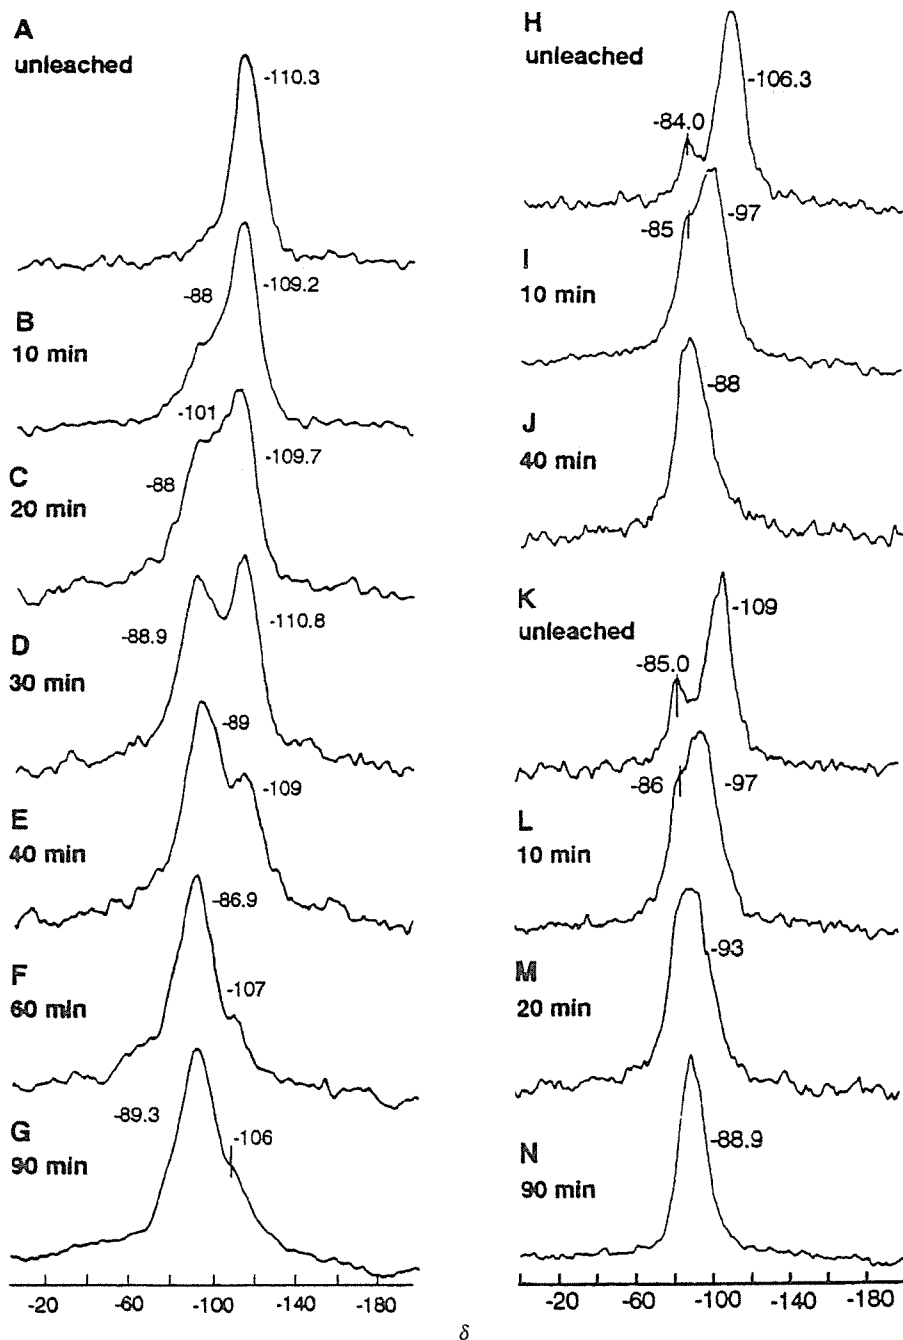 A
unleached
-110.3
B
10 min
-88
-109.2
C
20 min
-101
-88
-109.7
D
30 min
-88.9
-110.8
E
40 min
-89
-109
F
60 min
-86.9
-107
G
90 min
-89.3
-106
-20 -60 -100 -140 -180
H
unleached
-84.0
-106.3
I
10 min
-85
-97
J
40 min
-88
K
unleached
-85.0
-109
L
10 min
-86
-97
M
20 min
-93
N
90 min
-88.9
-20 -60 -100 -140 -180
δ